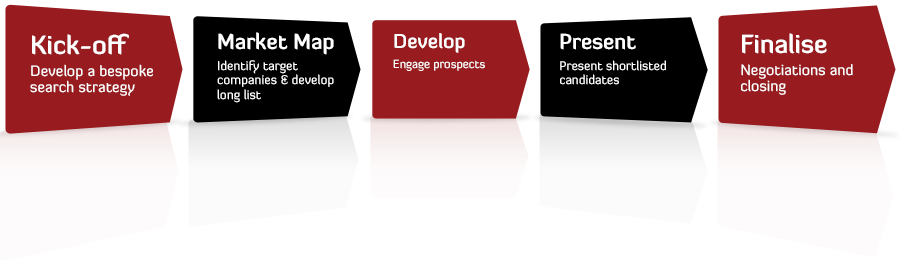 Kick-off
Develop a bespoke
search strategy
Market Map
Identify target
companies & develop
long list
Develop
Engage prospects
Present
Present shortlisted
candidates
Finalise
Negotiations and
closing